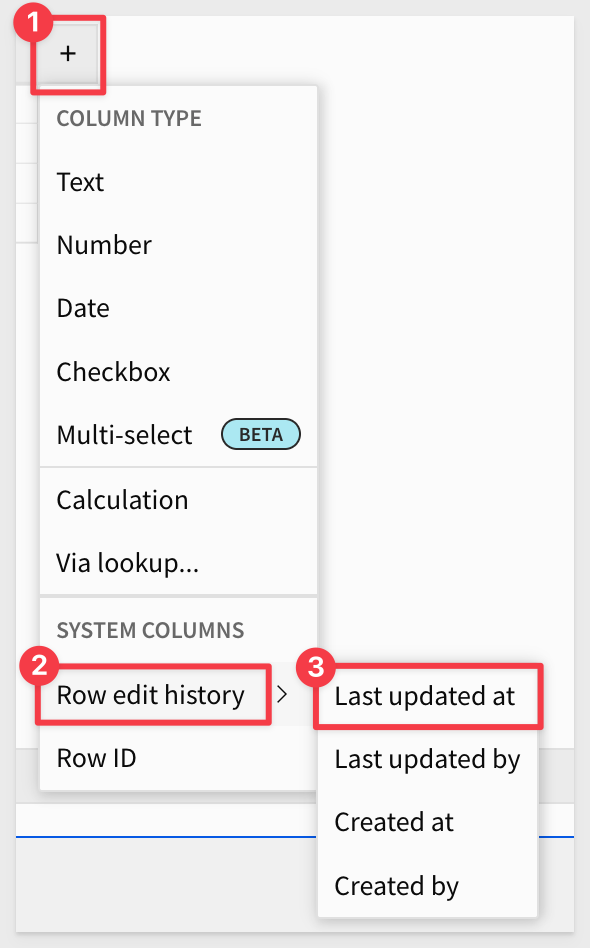 1
+
COLUMN TYPE
Text
Number
Date
Checkbox
Multi-select BETA
Calculation
Via lookup...
SYSTEM COLUMNS
2 3
Row edit history > Last updated at
Row ID Last updated by
Created at
Created by